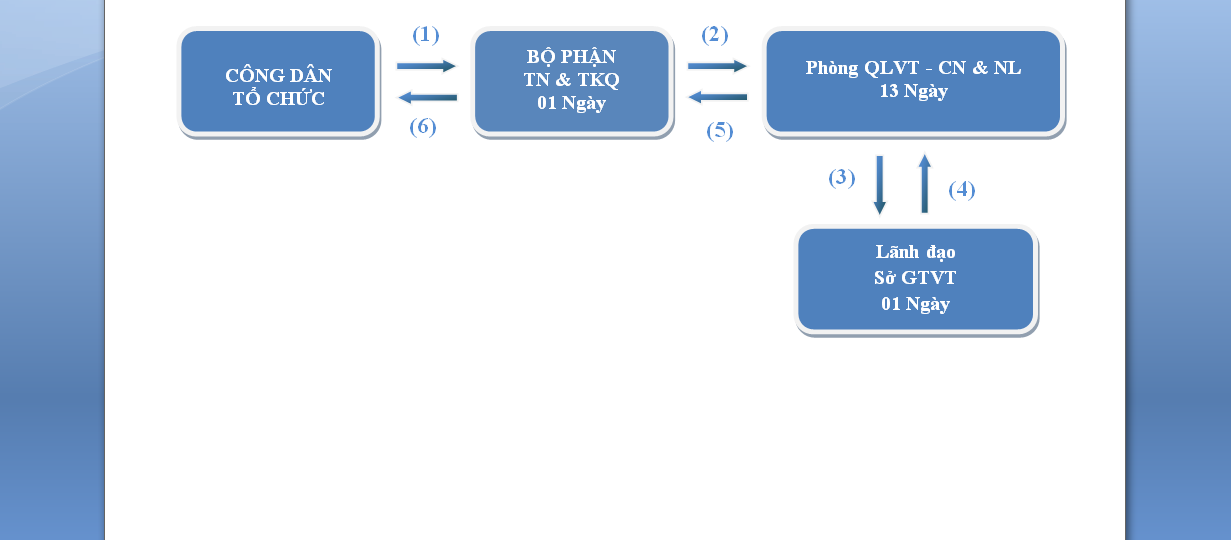 (1)
(2)
CÔNG DÂN
TỔ CHỨC
BỘ PHẬN
TN & TKQ
01 Ngày
Phòng QLVT - CN & NL
13 Ngày
(6)
(5)
(3)
(4)
Lãnh đạo
Sở GTVT
01 Ngày